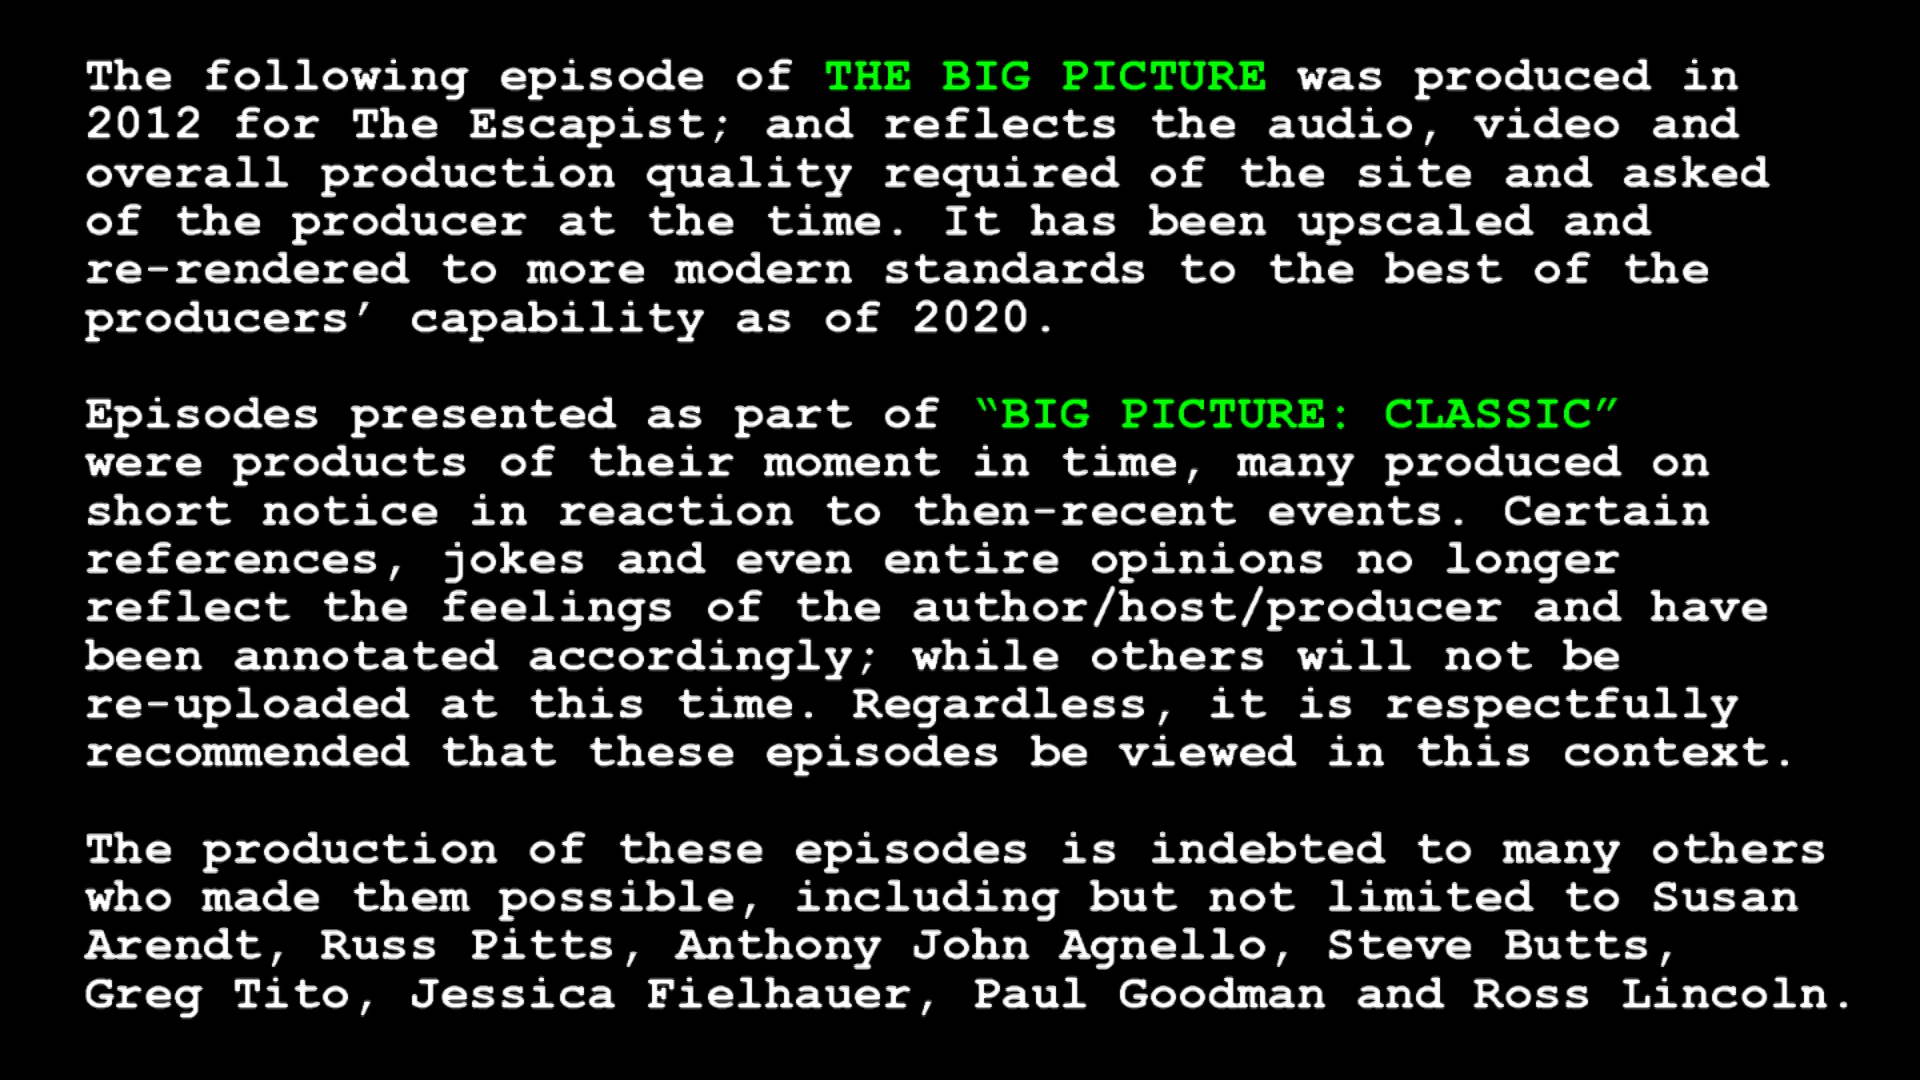 The following episode of THE BIG PICTURE was produced in
2012 for The Escapist; and reflects the audio, video and
overall production quality required of the site and asked
of the producer at the time. It has been upscaled and
re-rendered to more modern standards to the best of the
producers’ capability as of 2020.
Episodes presented as part of “BIG PICTURE: CLASSIC”
were products of their moment in time, many produced on
short notice in reaction to then-recent events. Certain
references, jokes and even entire opinions no longer
reflect the feelings of the author/host/producer and have
been annotated accordingly; while others will not be
re-uploaded at this time. Regardless, it is respectfully
recommended that these episodes be viewed in this context.
The production of these episodes is indebted to many others
who made them possible, including but not limited to Susan
Arendt, Russ Pitts, Anthony John Agnello, Steve Butts,
Greg Tito, Jessica Fielhauer, Paul Goodman and Ross Lincoln.